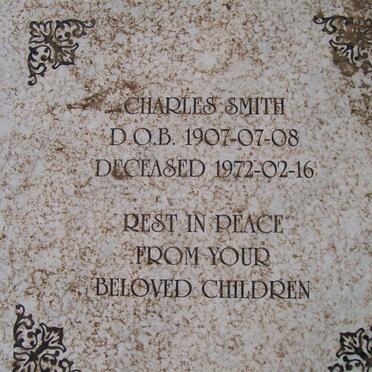 CHARLES SMITH
D.O.B. 1907-07-08
DECEASED 1972-02-16
REST IN PEACE
FROM YOUR
BELOVED CHILDREN